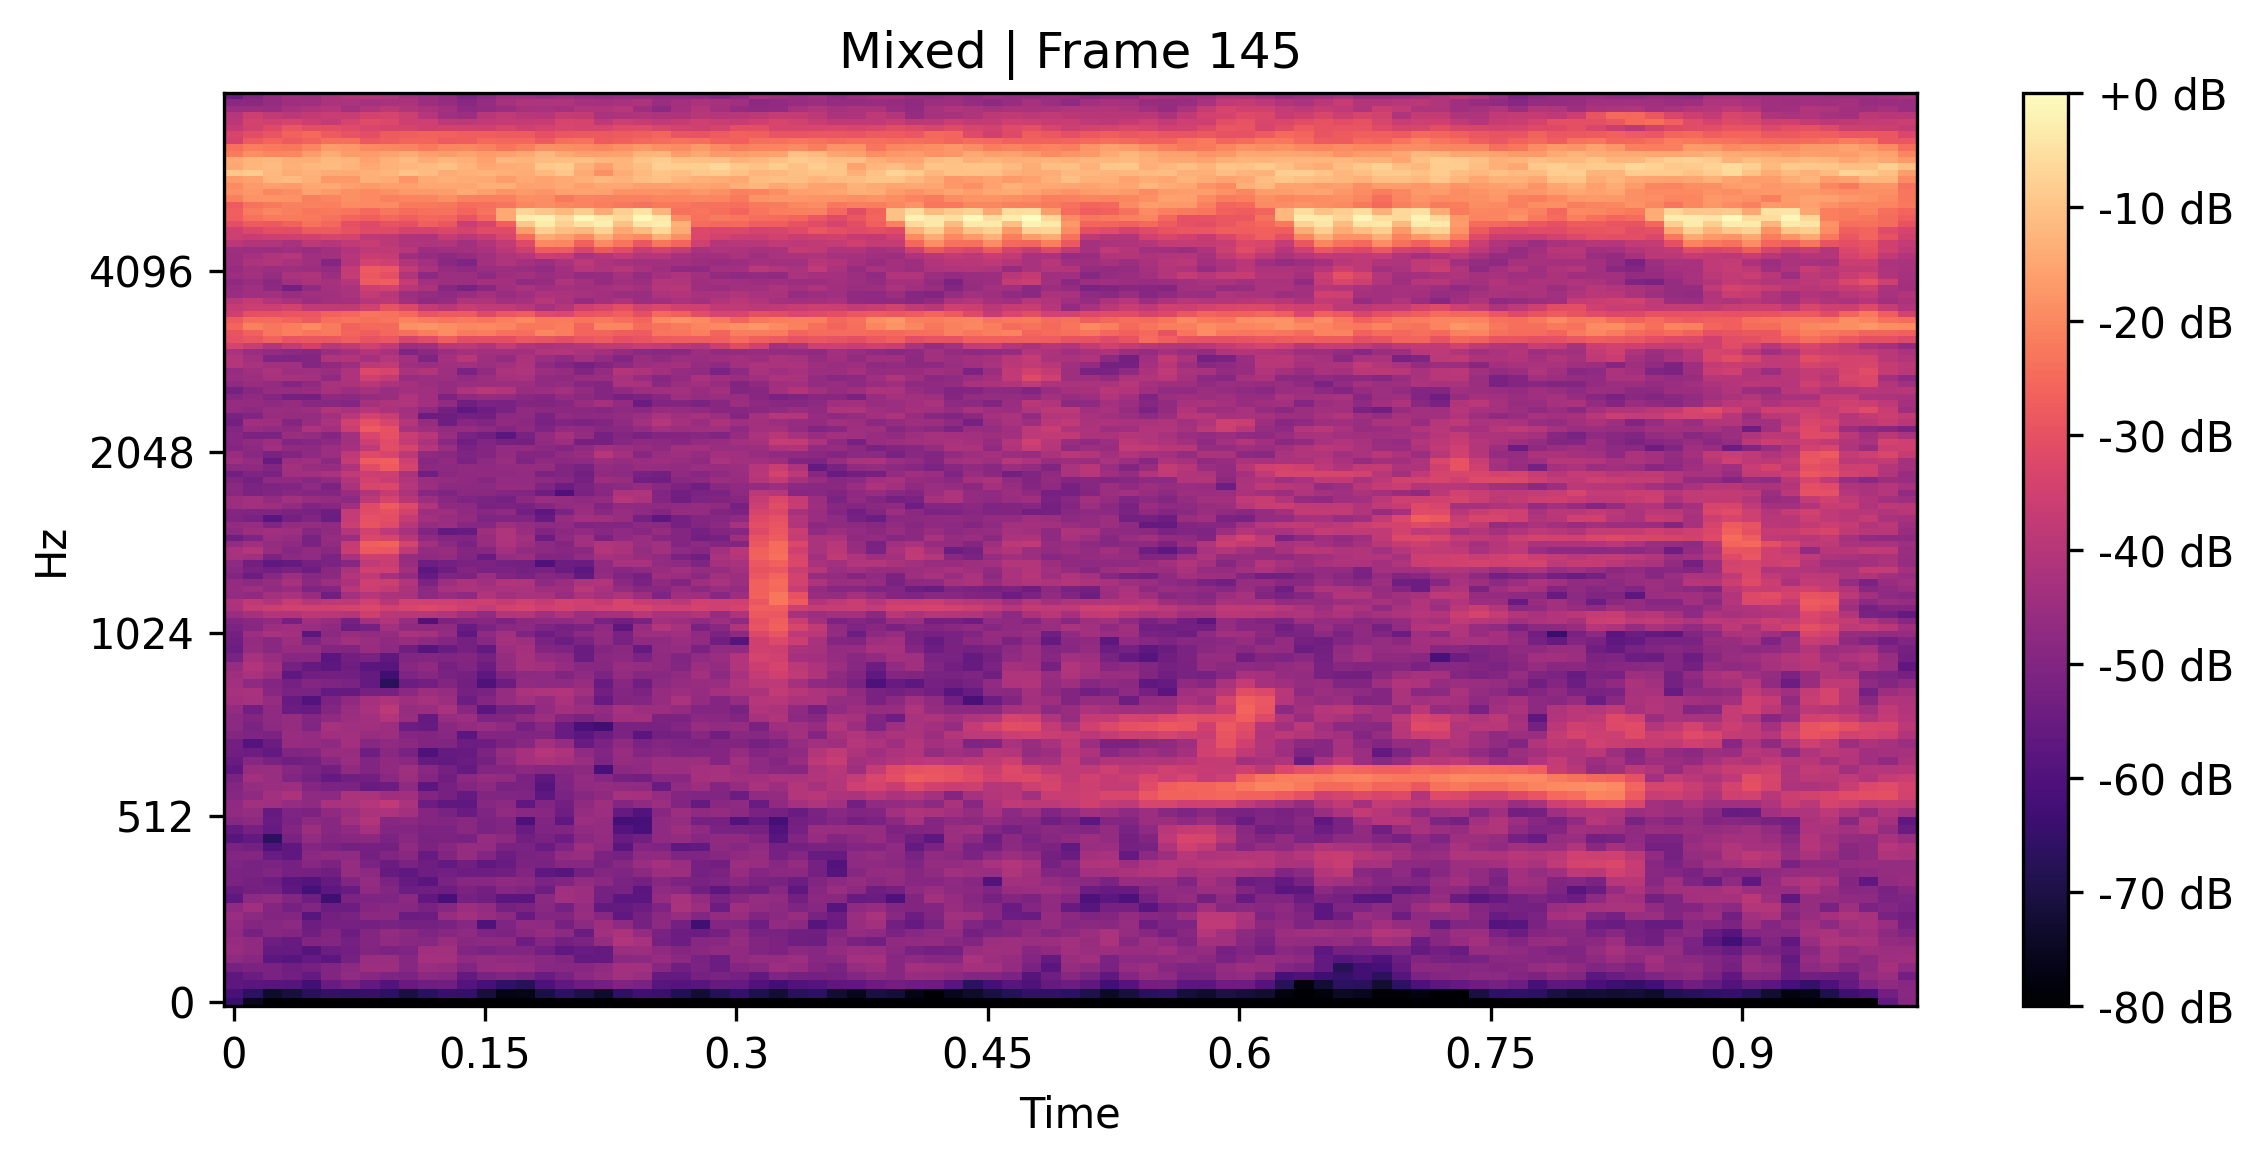 Mixed | Frame 145
Hz
4096
2048
1024
512
0
0 0.15 0.3 0.45 0.6 0.75 0.9
Time
+0 dB
-10 dB
-20 dB
-30 dB
-40 dB
-50 dB
-60 dB
-70 dB
-80 dB